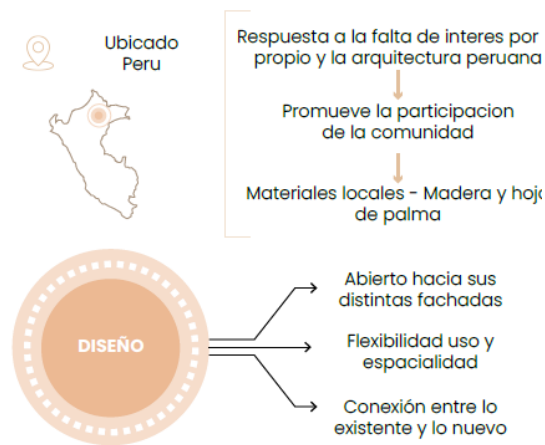 Ubicado
Peru
Respuesta a la falta de interes por
propio y la arquitectura peruana
Promueve la participacion
de la comunidad
Materiales locales - Madera y
de palma
DISEÑO
Abierto hacia sus
distintas fachadas
Flexibilidad uso y
espacialidad
Conexión entre lo
existente y lo nuevo